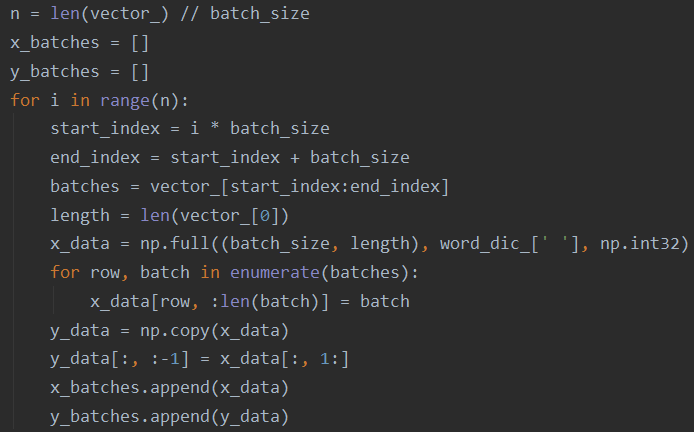 n = len(vector_) // batch_size
x_batches = []
y_batches = []
for i in range(n):
    start_index = i * batch_size
    end_index = start_index + batch_size
    batches = vector_[start_index:end_index]
    length = len(vector_[0])
    x_data = np.full((batch_size, length), word_dic_[' '], np.int32)
    for row, batch in enumerate(batches):
        x_data[row, :len(batch)] = batch
    y_data = np.copy(x_data)
    y_data[:, :-1] = x_data[:, 1:]
    x_batches.append(x_data)
    y_batches.append(y_data)